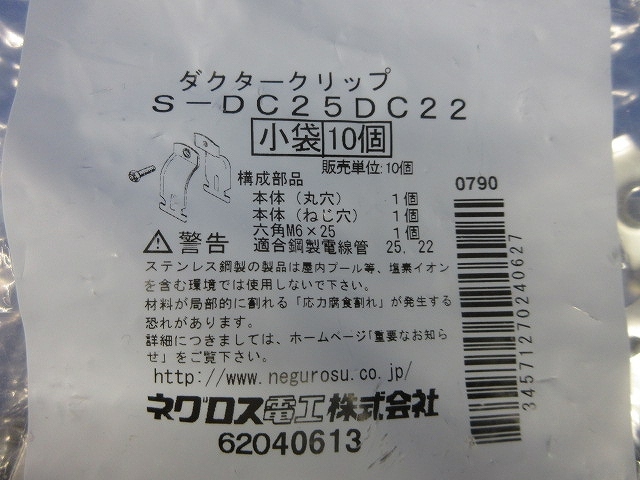 ダクタークリップ
S-DC25DC22
小袋 10個
販売単位:10個
構成部品
本体（丸穴） 1個
本体（ねじ穴） 1個
六角M6×25 1個
適合鋼製電線管 25, 22
警告
ステンレス鋼製の製品は屋内プール等、塩素イオン
を含む環境では使用しないで下さい。
材料が局部的に割れる「応力腐食割れ」が発生する
恐れがあります。
詳細につきましては、ホームページ「重要なお知ら
せ」をご覧下さい。
http://www.negurosu.co.jp/
ネグロス電工株式会社
62040613
0790
3457127024062​7